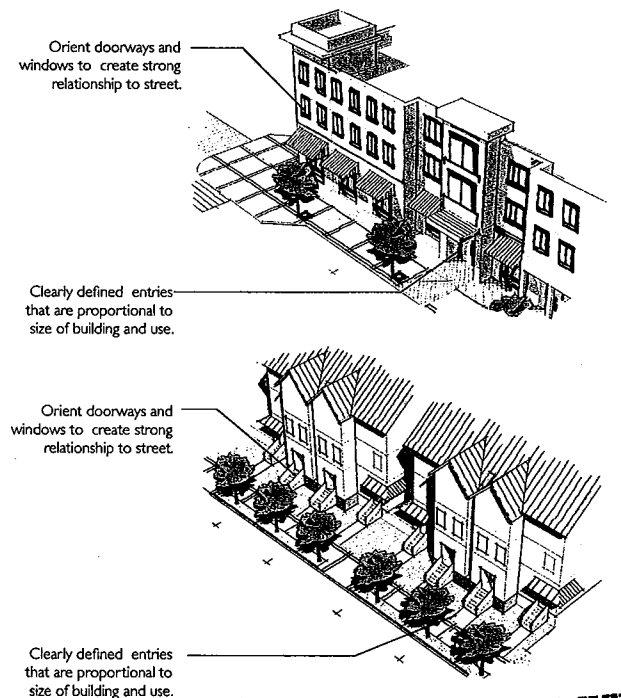 Orient doorways and
windows to create strong
relationship to street.
Clearly defined entries
that are proportional to
size of building and use.
Orient doorways and
windows to create strong
relationship to street.
Clearly defined entries
that are proportional to
size of building and use.